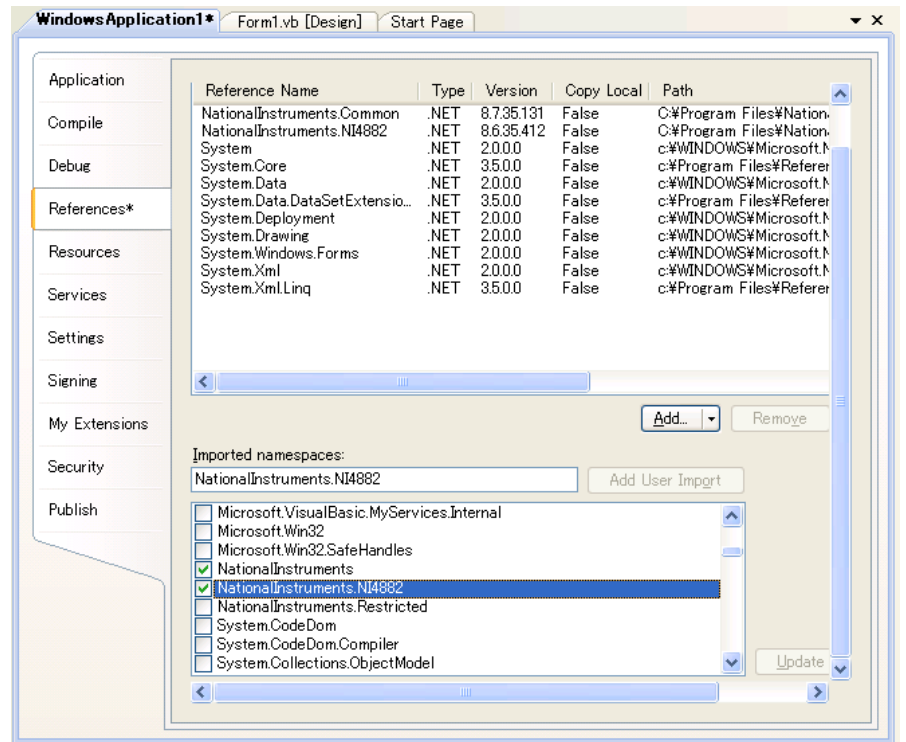 WindowsApplication1* Form1.vb [Design] Start Page
Application
Compile
Debug
References*
Resources
Services
Settings
Signing
My Extensions
Security
Publish
Reference Name Type Version Copy Local Path
NationalInstruments.Common .NET 8.7.35.131 False C:¥Program Files¥Nation
NationalInstruments.NI4882 .NET 8.6.35.412 False C:¥Program Files¥Nation
System .NET 2.0.0.0 False c:¥WINDOWS¥Microsoft.N
System.Core .NET 3.5.0.0 False c:¥Program Files¥Referer
System.Data .NET 2.0.0.0 False c:¥WINDOWS¥Microsoft.N
System.Data.DataSetExtensio... .NET 3.5.0.0 False c:¥Program Files¥Referer
System.Deployment .NET 2.0.0.0 False c:¥WINDOWS¥Microsoft.N
System.Drawing .NET 2.0.0.0 False c:¥WINDOWS¥Microsoft.N
System.Windows.Forms .NET 2.0.0.0 False c:¥WINDOWS¥Microsoft.N
System.Xml .NET 2.0.0.0 False c:¥WINDOWS¥Microsoft.N
System.Xml.Linq .NET 3.5.0.0 False c:¥Program Files¥Referer
Add... Remove
Imported namespaces:
NationalInstruments.NI4882 Add User Import
Microsoft.VisualBasic.MyServices.Internal
Microsoft.Win32
Microsoft.Win32.SafeHandles
NationalInstruments
NationalInstruments.NI4882
NationalInstruments.Restricted
System.CodeDom
System.CodeDom.Compiler
System.Collections.ObjectModel
Update